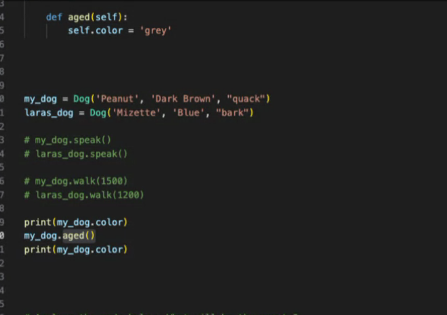 def aged(self):
self.color = 'grey'
my_dog = Dog('Peanut', 'Dark Brown', "quack")
laras_dog = Dog('Mizette', 'Blue', "bark")
# my_dog.speak()
# laras_dog.speak()
# my_dog.walk(1500)
# laras_dog.walk(1200)
print(my_dog.color)
my_dog.aged()
print(my_dog.color)